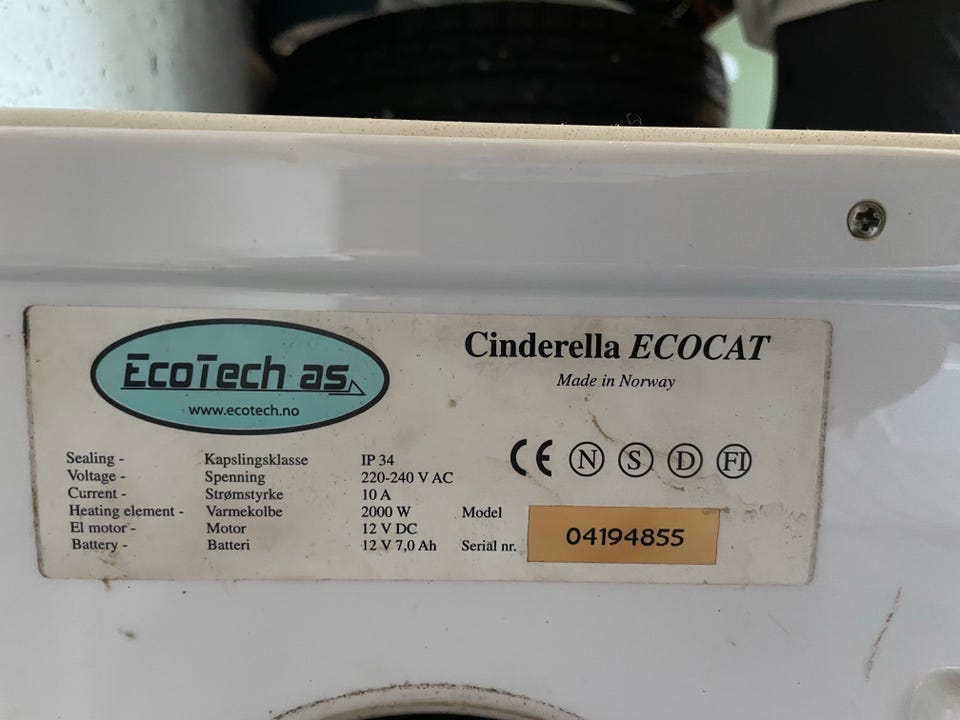 EcoTech as
www.ecotech.no
Cinderella ECOCAT
Made in Norway
CE N S D FI
Sealing - Kapslingsklasse IP 34
Voltage - Spenning 220-240 V AC
Current - Strømstyrke 10 A
Heating element - Varmekolbe 2000 W
El motor - Motor 12 V DC
Battery - Batteri 12 V 7,0 Ah
Model
Serial nr. 04194855